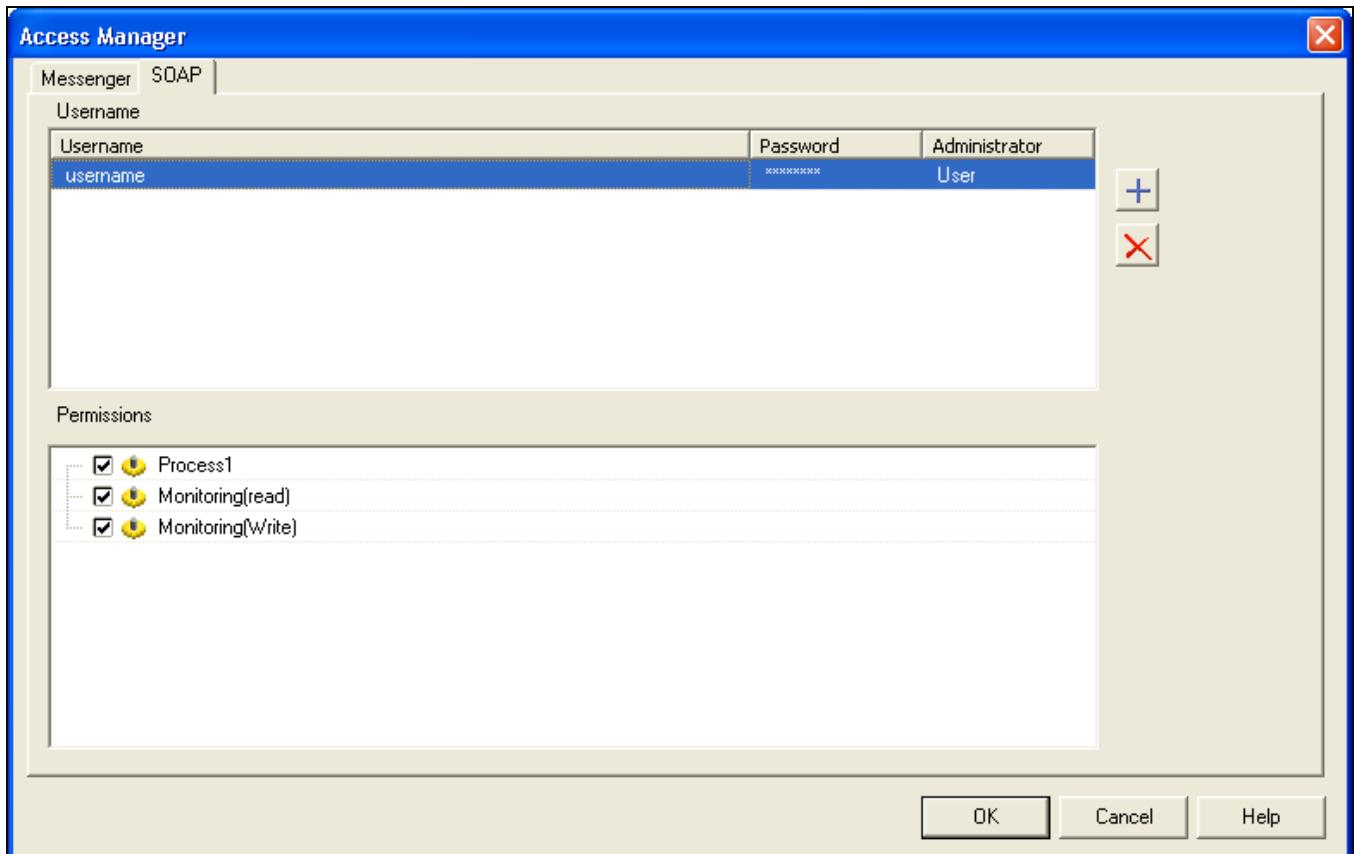 Access Manager
Messenger SOAP
Username
Username Password Administrator
username ******** User
Permissions
Process1
Monitoring(read)
Monitoring(Write)
OK Cancel Help